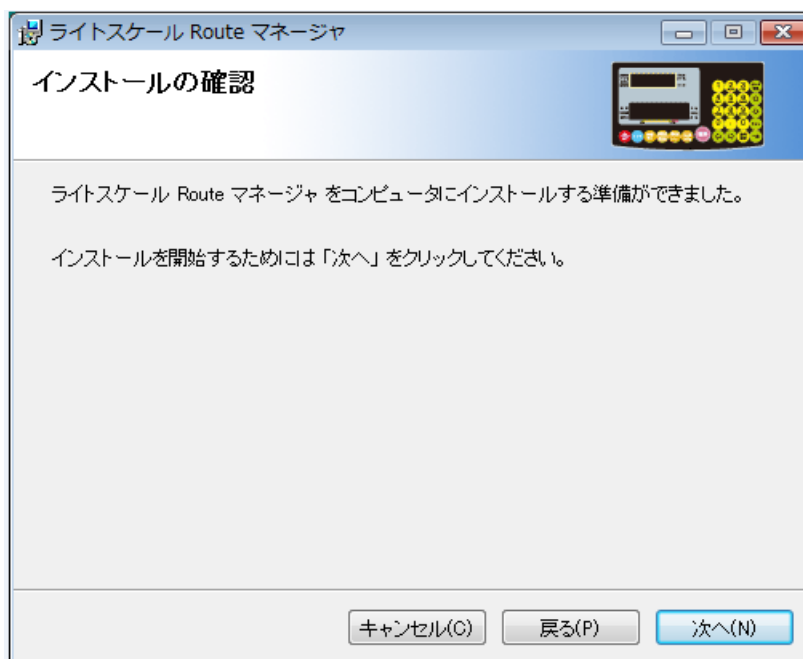 ライトスケール Route マネージャ
インストールの確認
ライトスケール Route マネージャ をコンピュータにインストールする準備ができました。
インストールを開始するためには「次へ」をクリックしてください。
キャンセル(C)
戻る(P)
次へ(N)